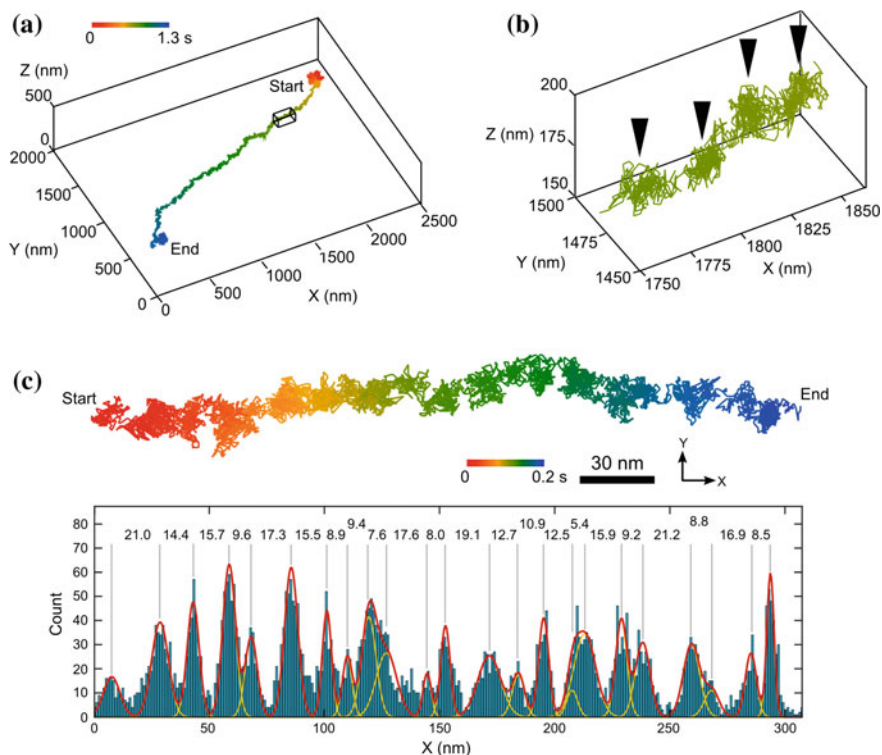 (a)
0 1.3 s
Z (nm)
500
0
2000
1500
1000
500
0
Y (nm)
Start
End
0
500
1000
1500
2000
2500
X (nm)
(b)
200
175
150
Z (nm)
1500
1475
1450
Y (nm)
1750
1775
1800
1825
1850
X (nm)
(c)
Start
End
0 0.2 s
30 nm
Y
X
80
70
60
50
40
30
20
10
0
Count
21.0 14.4 15.7 9.6 17.3 15.5 8.9 9.4 7.6 17.6 8.0 19.1 12.7 10.9 12.5 5.4 15.9 9.2 21.2 8.8 16.9 8.5
0 50 100 150 200 250 300
X (nm)